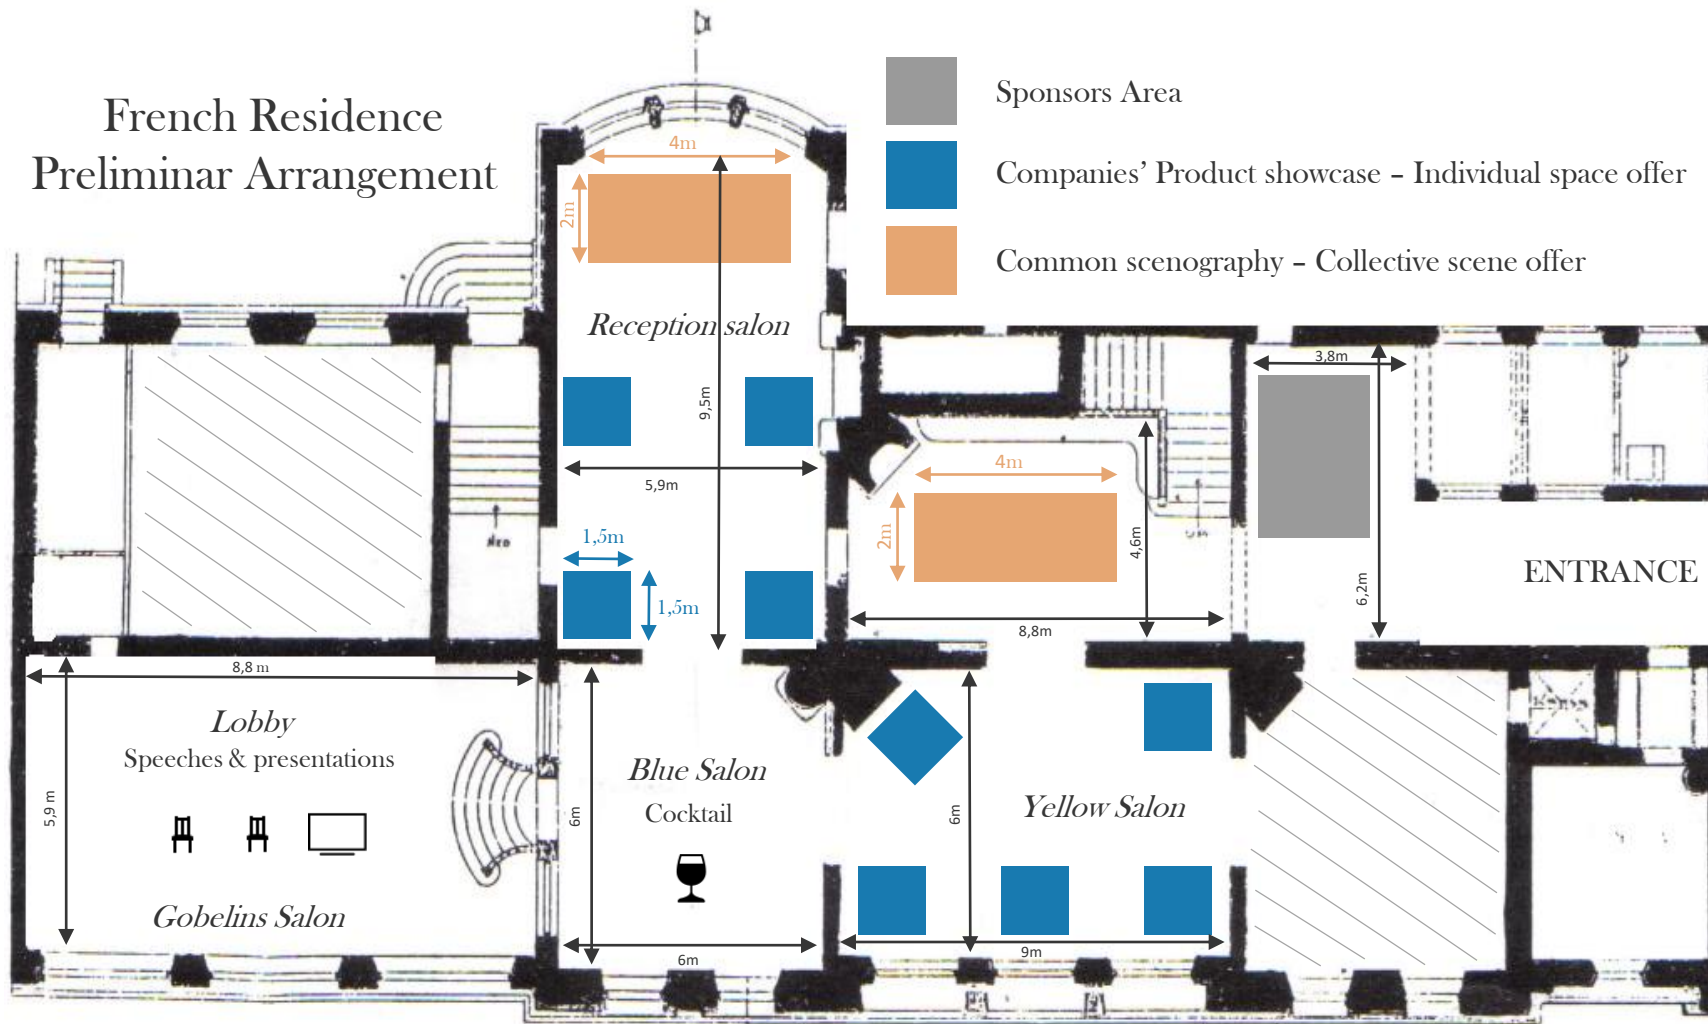 French Residence
Preliminar Arrangement
Sponsors Area
Companies' Product showcase – Individual space offer
Common scenography – Collective scene offer
4m
2m
Reception salon
9,5m
5,9m
1,5m
1,5m
3,8m
6,2m
4m
2m
4,6m
8,8m
ENTRANCE
8,8 m
5,9 m
Lobby
Speeches & presentations
Gobelins Salon
Blue Salon
Cocktail
6m
6m
Yellow Salon
6m
9m